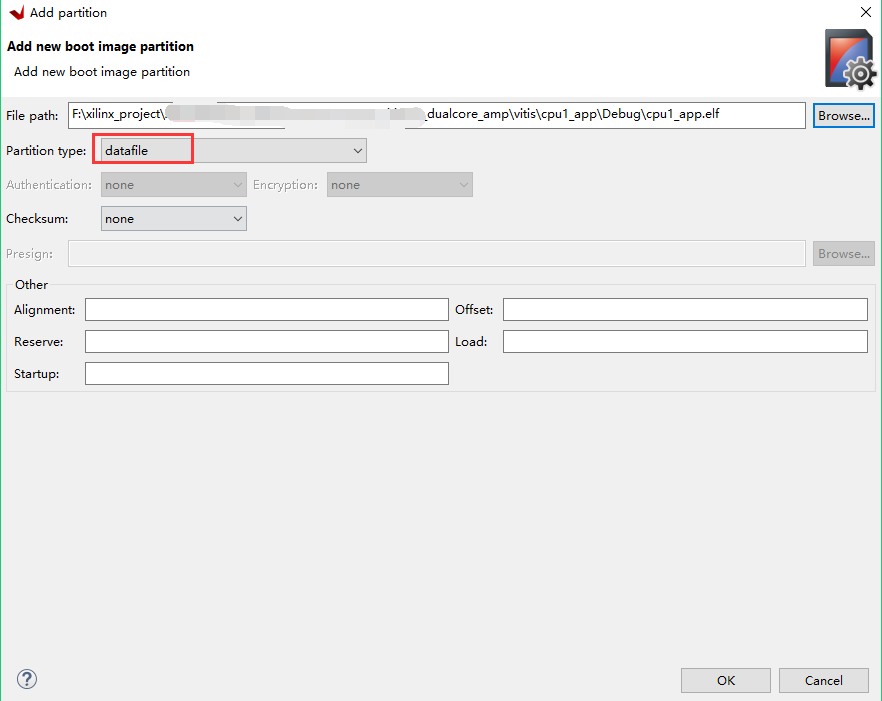 Add partition
Add new boot image partition
Add new boot image partition
File path: F:\xilinx_project\ _dualcore_amp\vitis\cpu1_app\Debug\cpu1_app.elf Browse...
Partition type: datafile
Authentication: none Encryption: none
Checksum: none
Presign: Browse...
Other
Alignment: Offset:
Reserve: Load:
Startup:
? OK Cancel